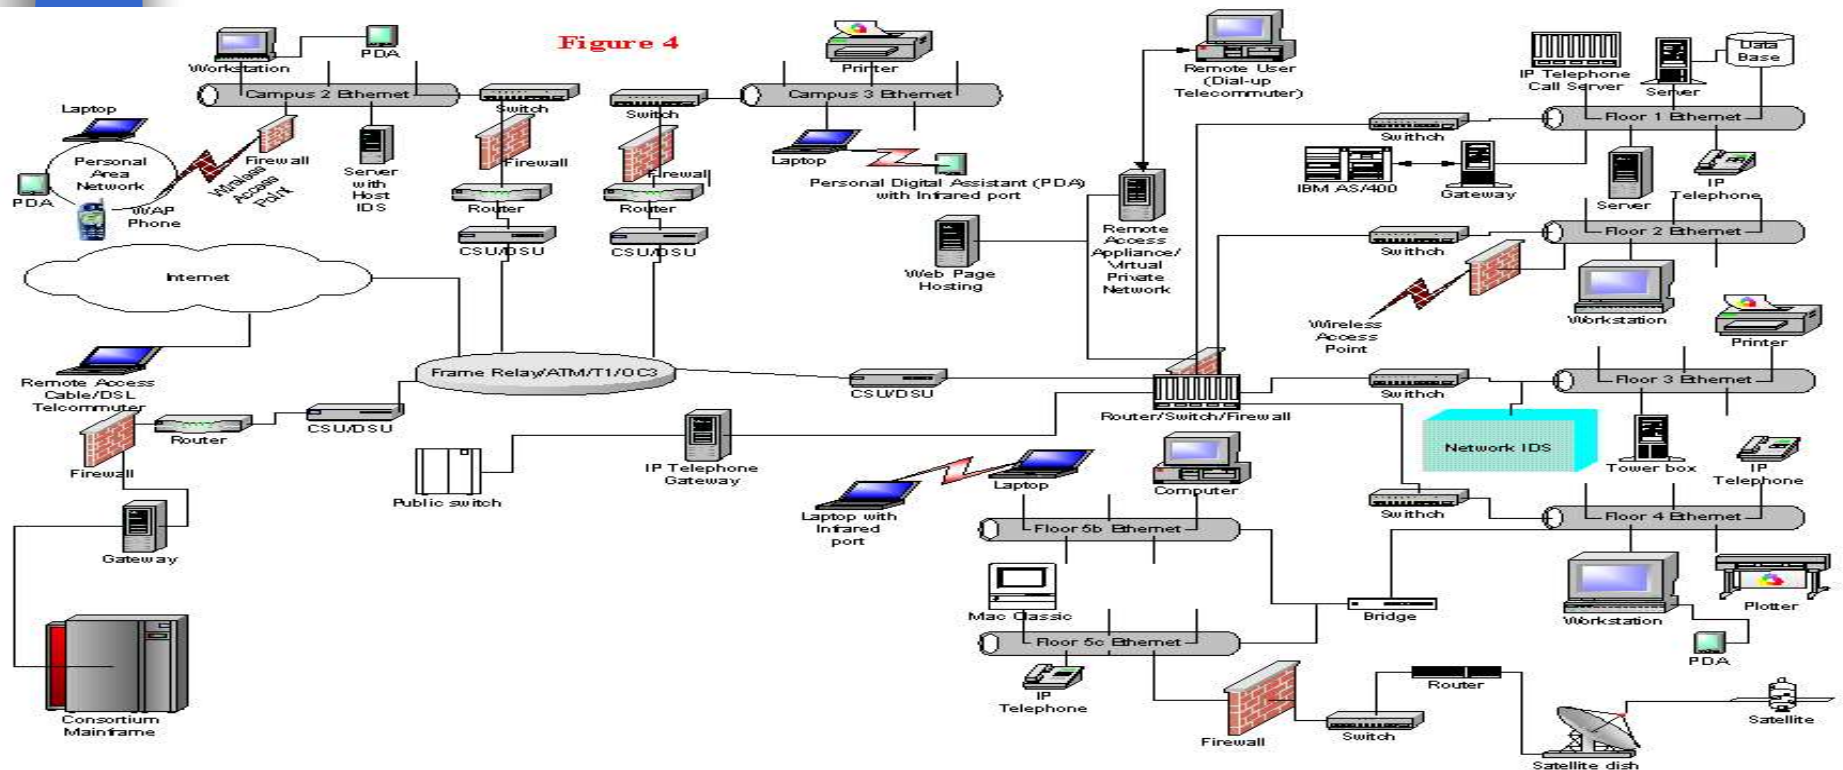 Figure 4
Workstation
PDA
Campus 2 Ethernet
Switch
Laptop
Personal
Area
Network
PDA
WAP
Phone
Firewall
Wireless
Access
Point
Server
with
Host
IDS
Firewall
Router
CSU/DSU
Printer
Campus 3 Ethernet
Switch
Firewall
Router
CSU/DSU
Laptop
Personal Digital Assistant (PDA)
with Infrared port
Remote User
(Dial-up
Telecommuter)
Remote
Access
Appliance/
Virtual
Private
Network
Web Page
Hosting
IP Telephone
Call Server
Server
Data
Base
Floor 1 Ethernet
Swithch
IBM AS/400
Gateway
Server
IP
Telephone
Floor 2 Ethernet
Swithch
Wireless
Access
Point
Workstation
Printer
Internet
Remote Access
Cable/DSL
Telcommuter
Frame Relay/ATM/T1/OC3
CSU/DSU
Router
Firewall
Gateway
Consortium
Mainframe
CSU/DSU
Router/Switch/Firewall
Public switch
IP Telephone
Gateway
Floor 3 Ethernet
Swithch
Network IDS
Tower box
IP
Telephone
Floor 4 Ethernet
Swithch
Workstation
Plotter
PDA
Laptop
Laptop with
Infrared
port
Computer
Floor 5b Ethernet
Mac Classic
Bridge
Floor 5c Ethernet
IP
Telephone
Firewall
Switch
Router
Satellite dish
Satellite